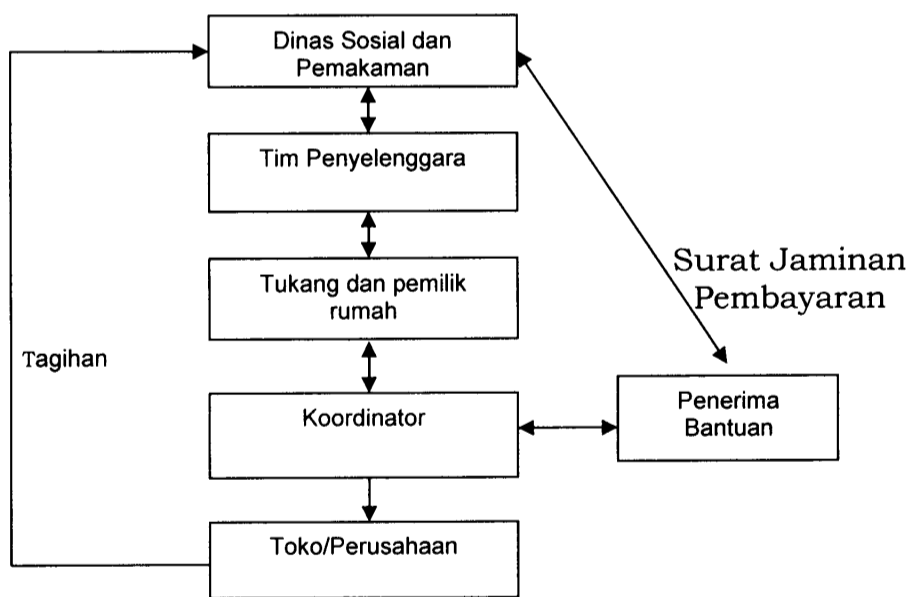 Dinas Sosial dan
Pemakaman
Tim Penyelenggara
Tukang dan pemilik
rumah
Surat Jaminan
Pembayaran
Tagihan
Koordinator
Penerima
Bantuan
Toko/Perusahaan